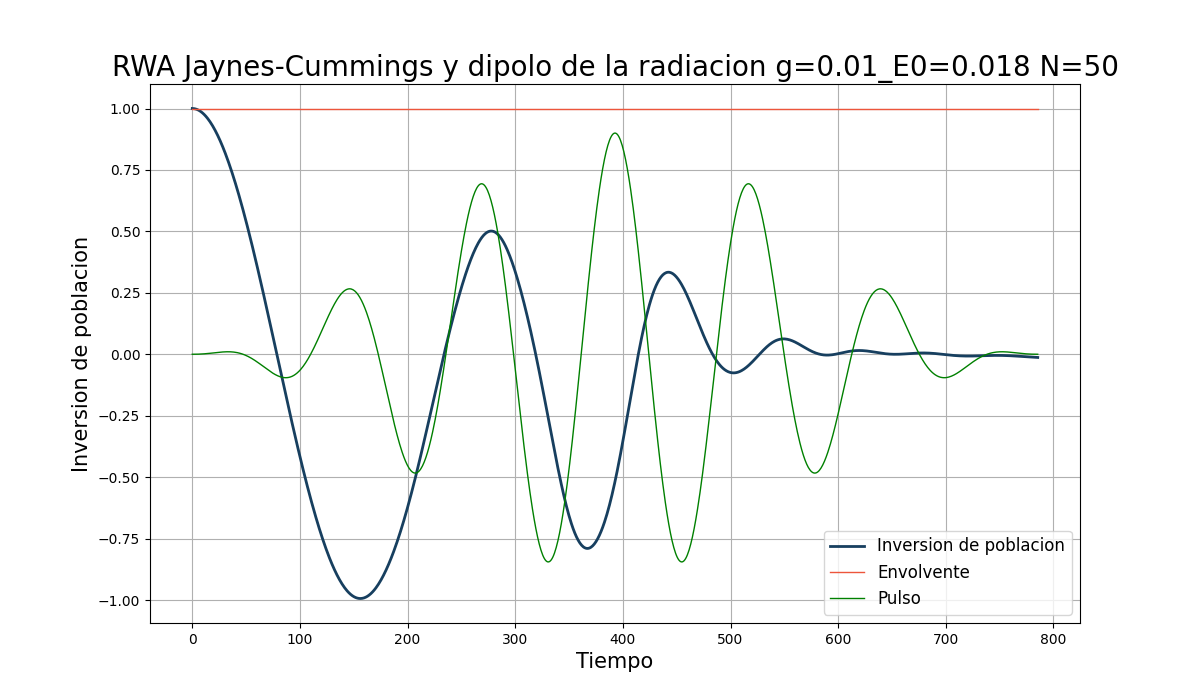 RWA Jaynes-Cummings y dipolo de la radiacion g=0.01_E0=0.018 N=50
Inversion de poblacion
1.00
0.75
0.50
0.25
0.00
−0.25
−0.50
−0.75
−1.00
Inversion de poblacion
Envolvente
Pulso
0 100 200 300 400 500 600 700 800
Tiempo